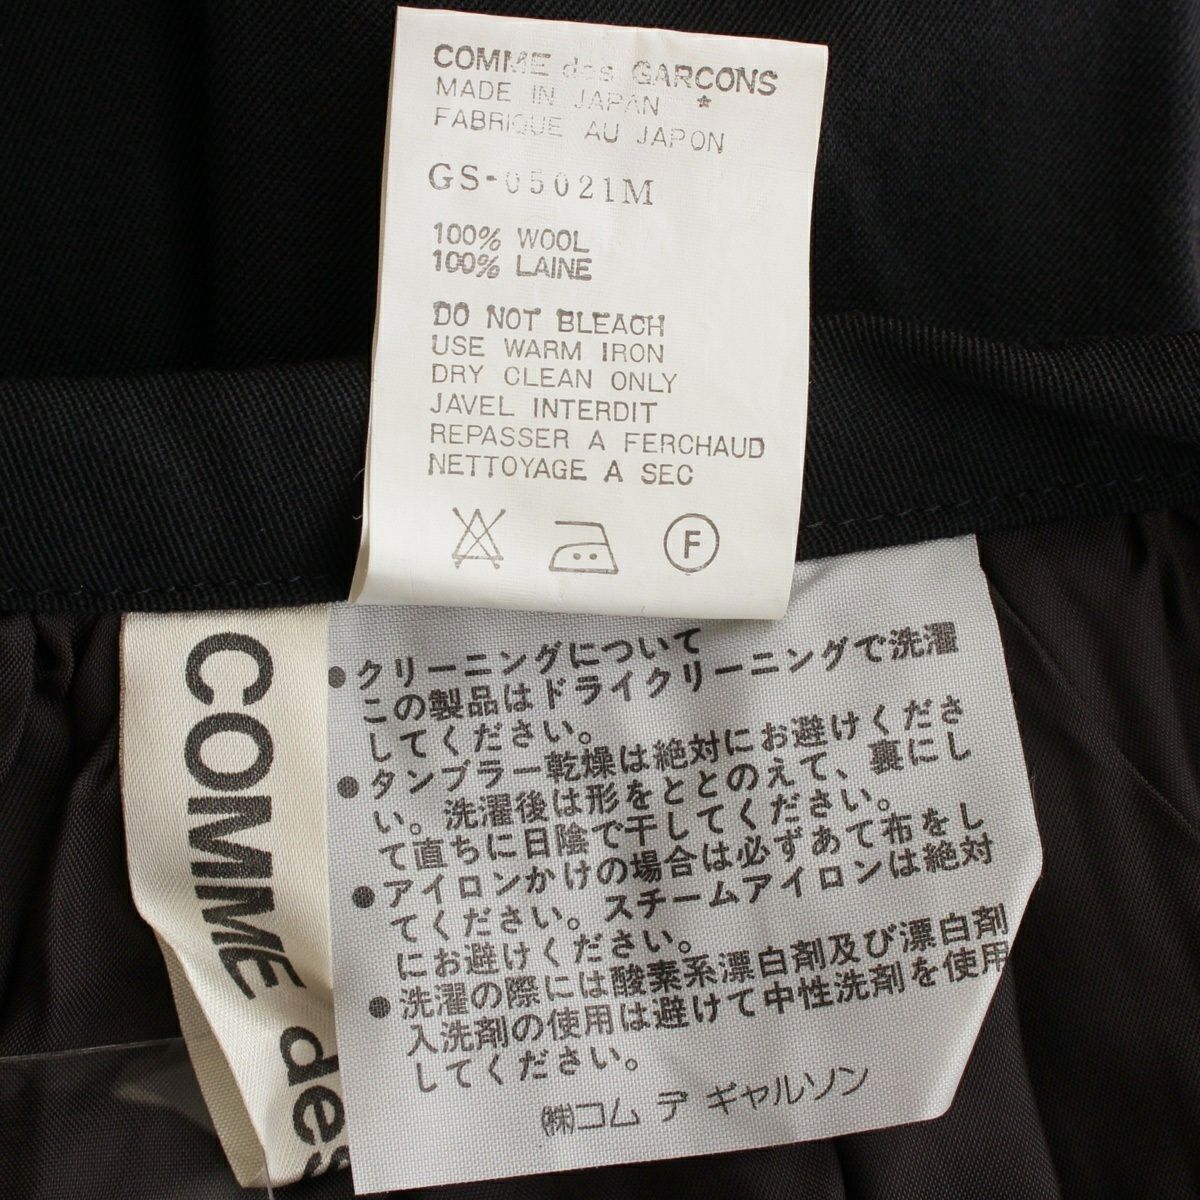 COMME des GARCONS
MADE IN JAPAN
FABRIQUE AU JAPON
GS-05021M
100% WOOL
100% LAINE
DO NOT BLEACH
USE WARM IRON
DRY CLEAN ONLY
JAVEL INTERDIT
REPASSER A FERCHAUD
NETTOYAGE A SEC
F
COMME des
●クリーニングについて
この製品はドライクリーニングで洗濯
してください。
●タンブラー乾燥は絶対にお避けくださ
い。洗濯後は形をととのえて、裏にし
て直ちに日陰で干してください。
●アイロンかけの場合は必ずあて布をし
てください。スチームアイロンは絶対
にお避けください。
●洗濯の際には酸素系漂白剤及び漂白剤
入洗剤の使用は避けて中性洗剤を使用
してください。
㈱コム デ ギャルソン